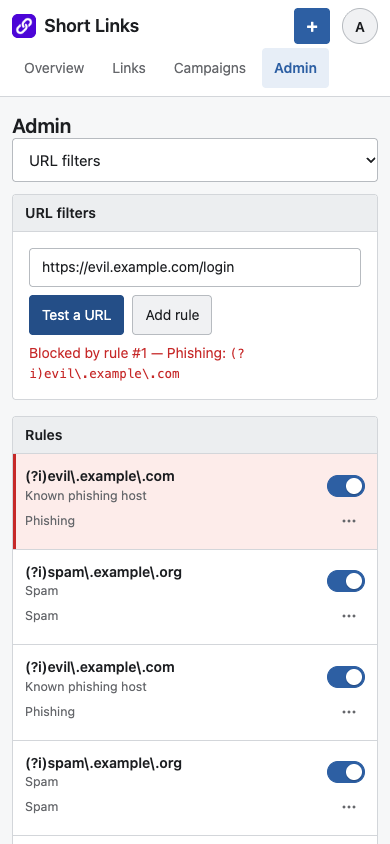 Short Links
+
A
Overview Links Campaigns Admin
Admin
URL filters
URL filters
https://evil.example.com/login
Test a URL Add rule
Blocked by rule #1 — Phishing: (?
i)evil\.example\.com
Rules
(?i)evil\.example\.com
Known phishing host
Phishing
(?i)spam\.example\.org
Spam
Spam
(?i)evil\.example\.com
Known phishing host
Phishing
(?i)spam\.example\.org
Spam
Spam